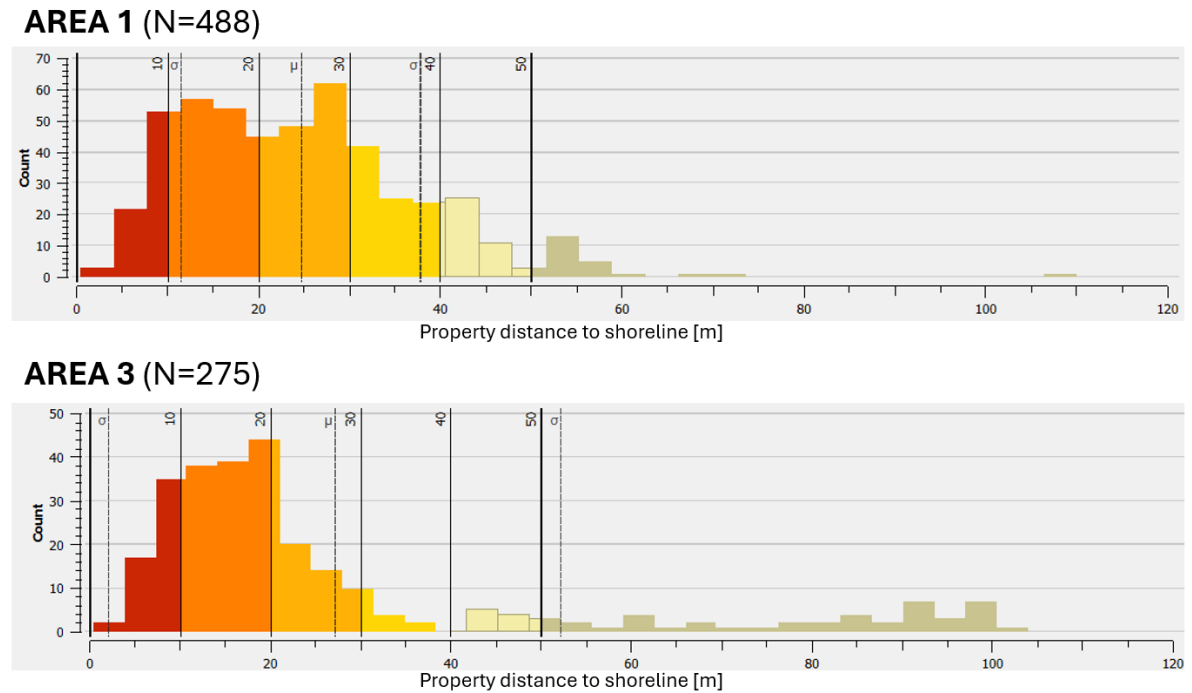 AREA 1 (N=488)
10 σ 20 μ 30 σ 40 50
70
60
50
40
30
20
10
0
Count
0 20 40 60 80 100 120
Property distance to shoreline [m]
AREA 3 (N=275)
σ 10 20 μ 30 40 50 σ
50
40
30
20
10
0
Count
0 20 40 60 80 100 120
Property distance to shoreline [m]